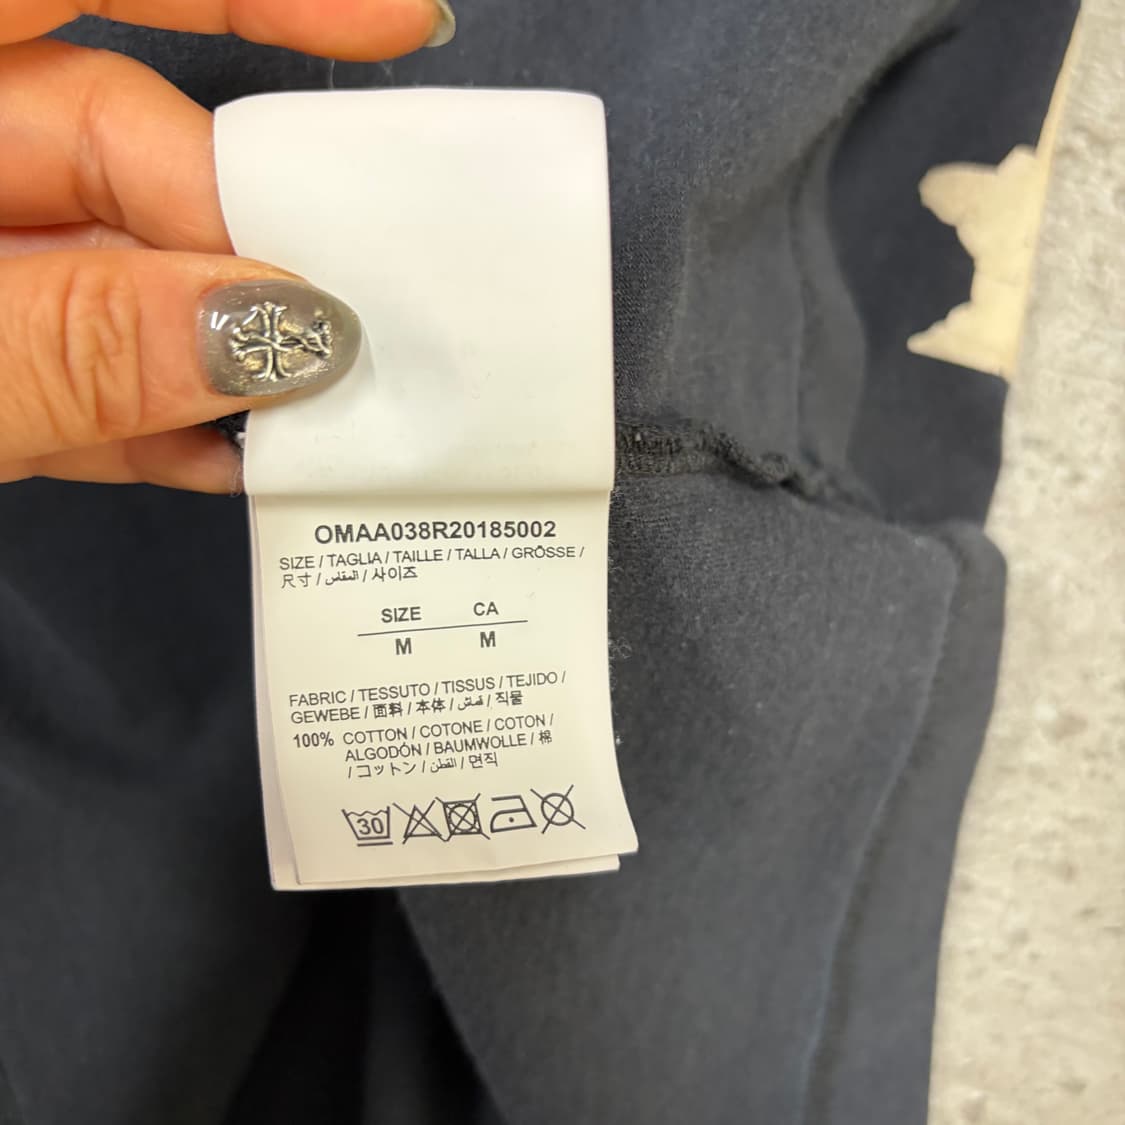 OMAA038R20185002
SIZE / TAGLIA / TAILLE / TALLA / GRÖSSE /
尺寸 / المقاس / 사이즈
SIZE CA
M M
FABRIC / TESSUTO / TISSUS / TEJIDO /
GEWEBE / 面料 / 本体 / قماش / 직물
100% COTTON / COTONE / COTON /
ALGODÓN / BAUMWOLLE / 棉
/ コットン / القطن / 면직
30